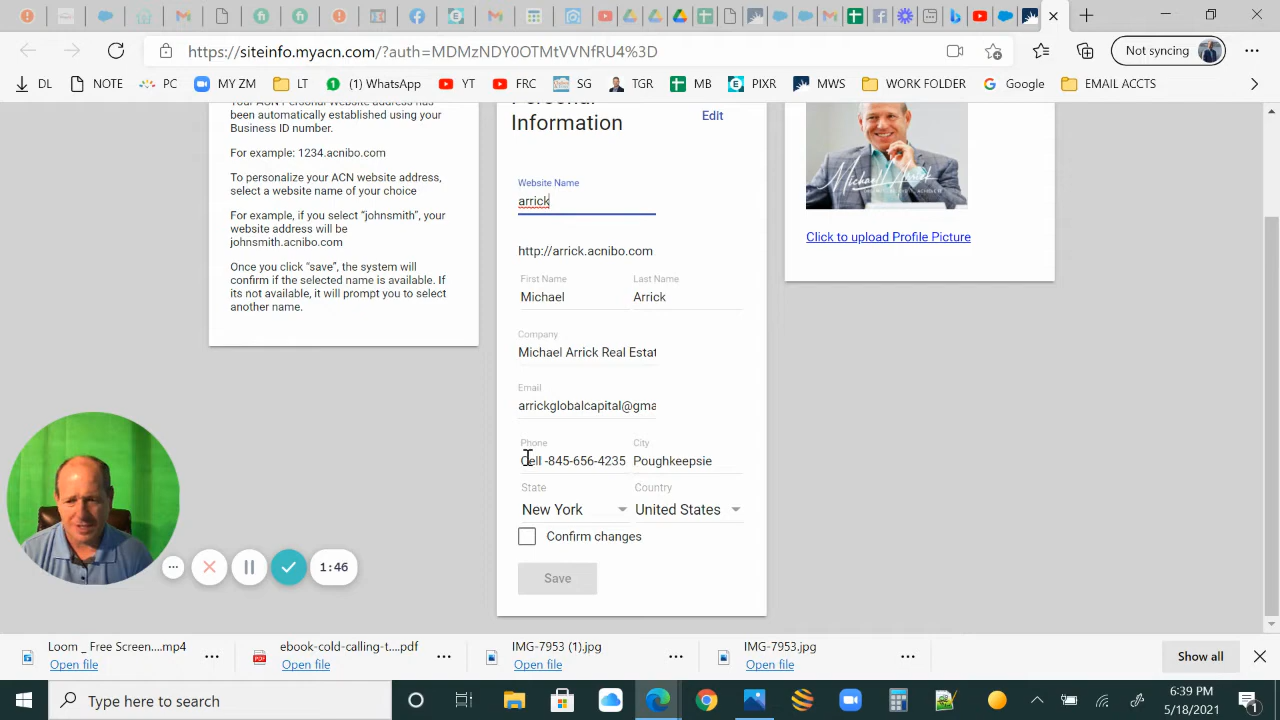 https://siteinfo.myacn.com/?auth=MDMzNDY0OTMtVVNfRU4%3D
Not syncing
DL
NOTE
PC
MY ZM
LT
WhatsApp
YT
FRC
SG
TGR
MB
PIXR
MWS
WORK FOLDER
Google
EMAIL ACCTS
been automatically established using your
Business ID number.
For example: 1234.acnibo.com
To personalize your ACN website address,
select a website name of your choice
For example, if you select “johnsmith”, your
website address will be
johnsmith.acnibo.com
Once you click “save”, the system will
confirm if the selected name is available. If
its not available, it will prompt you to select
another name.
Personal
Information
Edit
Website Name
arrick
http://arrick.acnibo.com
First Name
Last Name
Michael
Arrick
Company
Michael Arrick Real Estat
Email
arrickglobalcapital@gma
Phone
City
Cell -845-656-4235
Poughkeepsie
State
Country
New York
United States
Confirm changes
Save
Michael Arrick
Click to upload Profile Picture
1:46
Loom _ Free Screen....mp4
Open file
ebook-cold-calling-t....pdf
Open file
IMG-7953 (1).jpg
Open file
IMG-7953.jpg
Open file
Show all
Type here to search
6:39 PM
5/18/2021
1